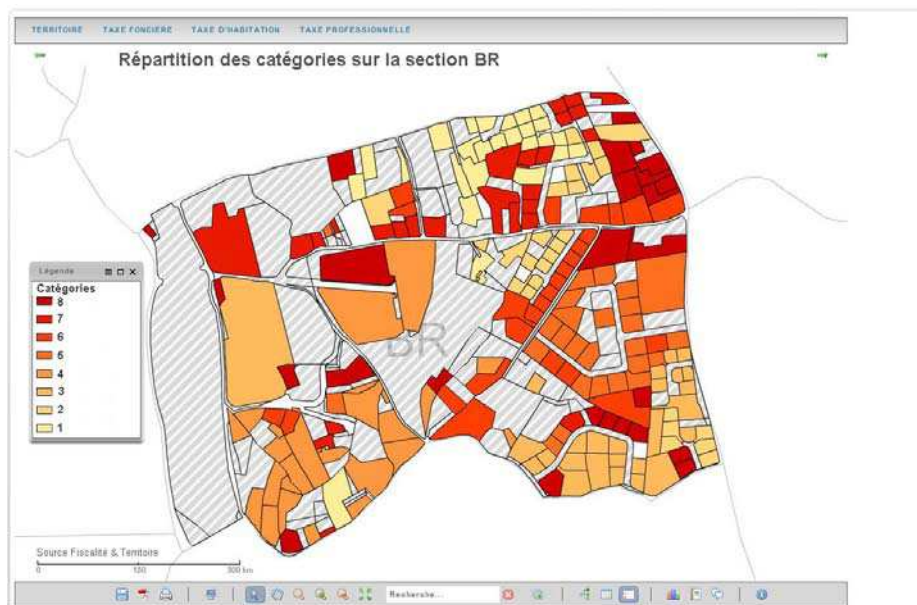 TERRITOIRE TAXE FONCIERE TAXE D'HABITATION TAXE PROFESSIONNELLE
Répartition des catégories sur la section BR
Légende
Catégories
8
7
6
5
4
3
2
1
BR
Source Fiscalité & Territoire
0 150 300 km
Recherche...